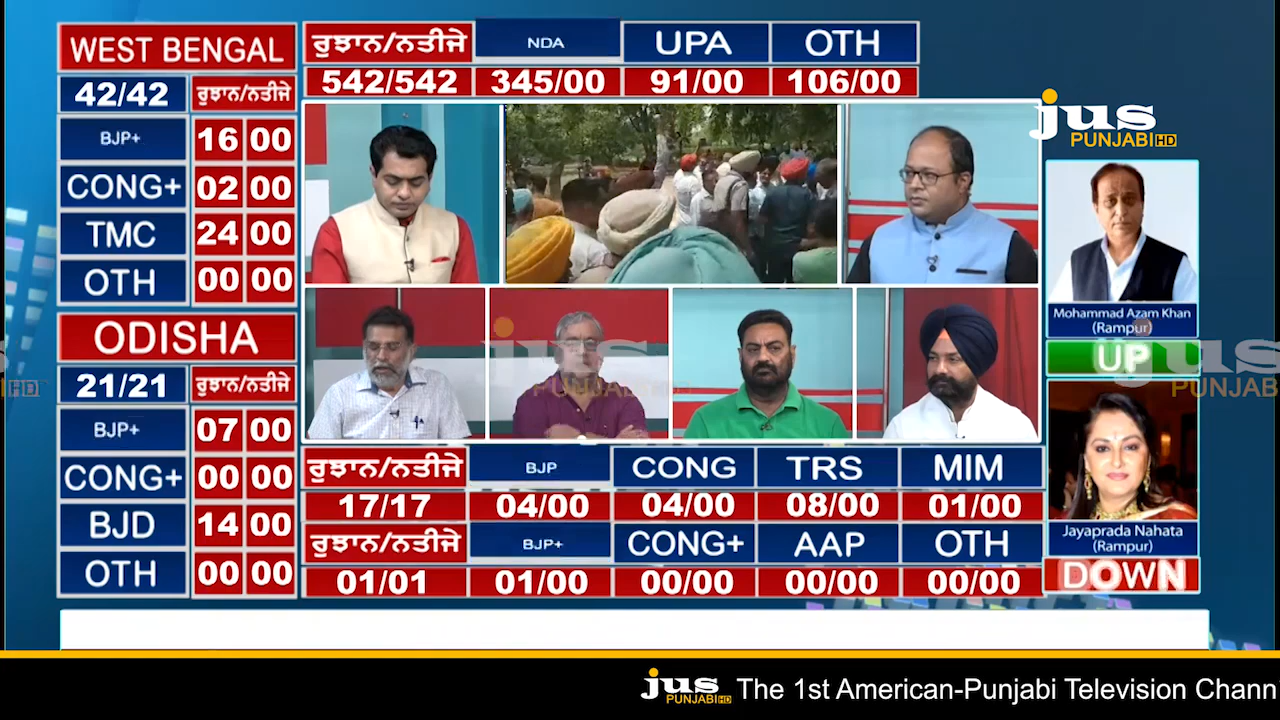 WEST BENGAL
42/42 ਰੁਝਾਨ/ਨਤੀਜੇ
BJP+ 16 00
CONG+ 02 00
TMC 24 00
OTH 00 00
ODISHA
21/21 ਰੁਝਾਨ/ਨਤੀਜੇ
BJP+ 07 00
CONG+ 00 00
BJD 14 00
OTH 00 00
ਰੁਝਾਨ/ਨਤੀਜੇ NDA UPA OTH
542/542 345/00 91/00 106/00
jus
PUNJABI HD
Mohammad Azam Khan
(Rampur)
UP
Jayaprada Nahata
(Rampur)
DOWN
jus
PUNJABI HD
jus
PUNJABI
ਰੁਝਾਨ/ਨਤੀਜੇ BJP CONG TRS MIM
17/17 04/00 04/00 08/00 01/00
ਰੁਝਾਨ/ਨਤੀਜੇ BJP+ CONG+ AAP OTH
01/01 01/00 00/00 00/00 00/00
jus PUNJABI HD The 1st American-Punjabi Television Chann